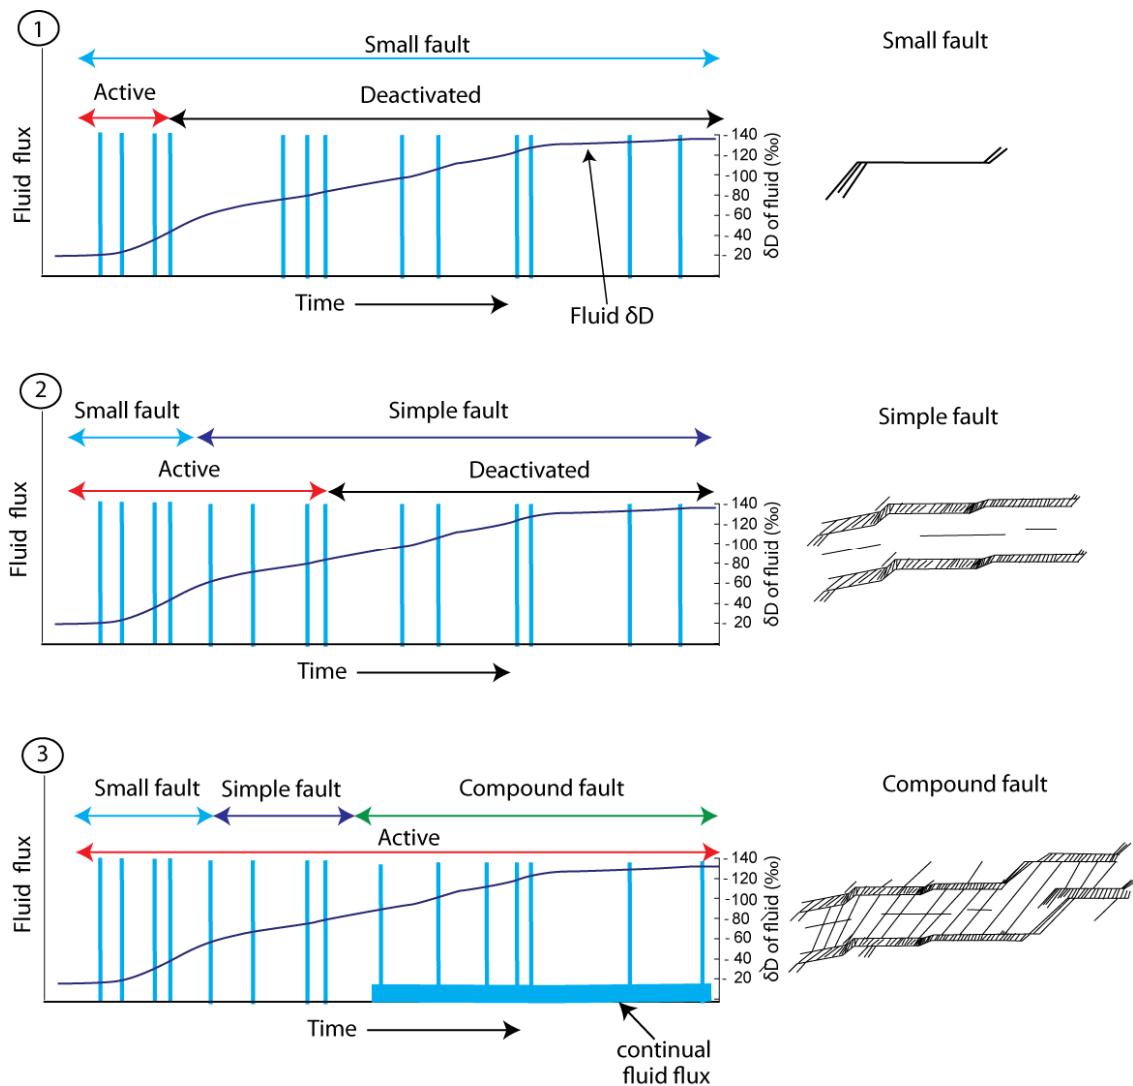 1
Small fault
Small fault
Active
Deactivated
Fluid flux
- 140
- 120
-100
- 80
- 60
- 40
- 20
δD of fluid (‰)
Time
Fluid δD
2
Small fault
Simple fault
Simple fault
Active
Deactivated
Fluid flux
- 140
- 120
-100
- 80
- 60
- 40
- 20
δD of fluid (‰)
Time
3
Small fault
Simple fault
Compound fault
Compound fault
Active
Fluid flux
- 140
- 120
-100
- 80
- 60
- 40
- 20
δD of fluid (‰)
Time
continual
fluid flux